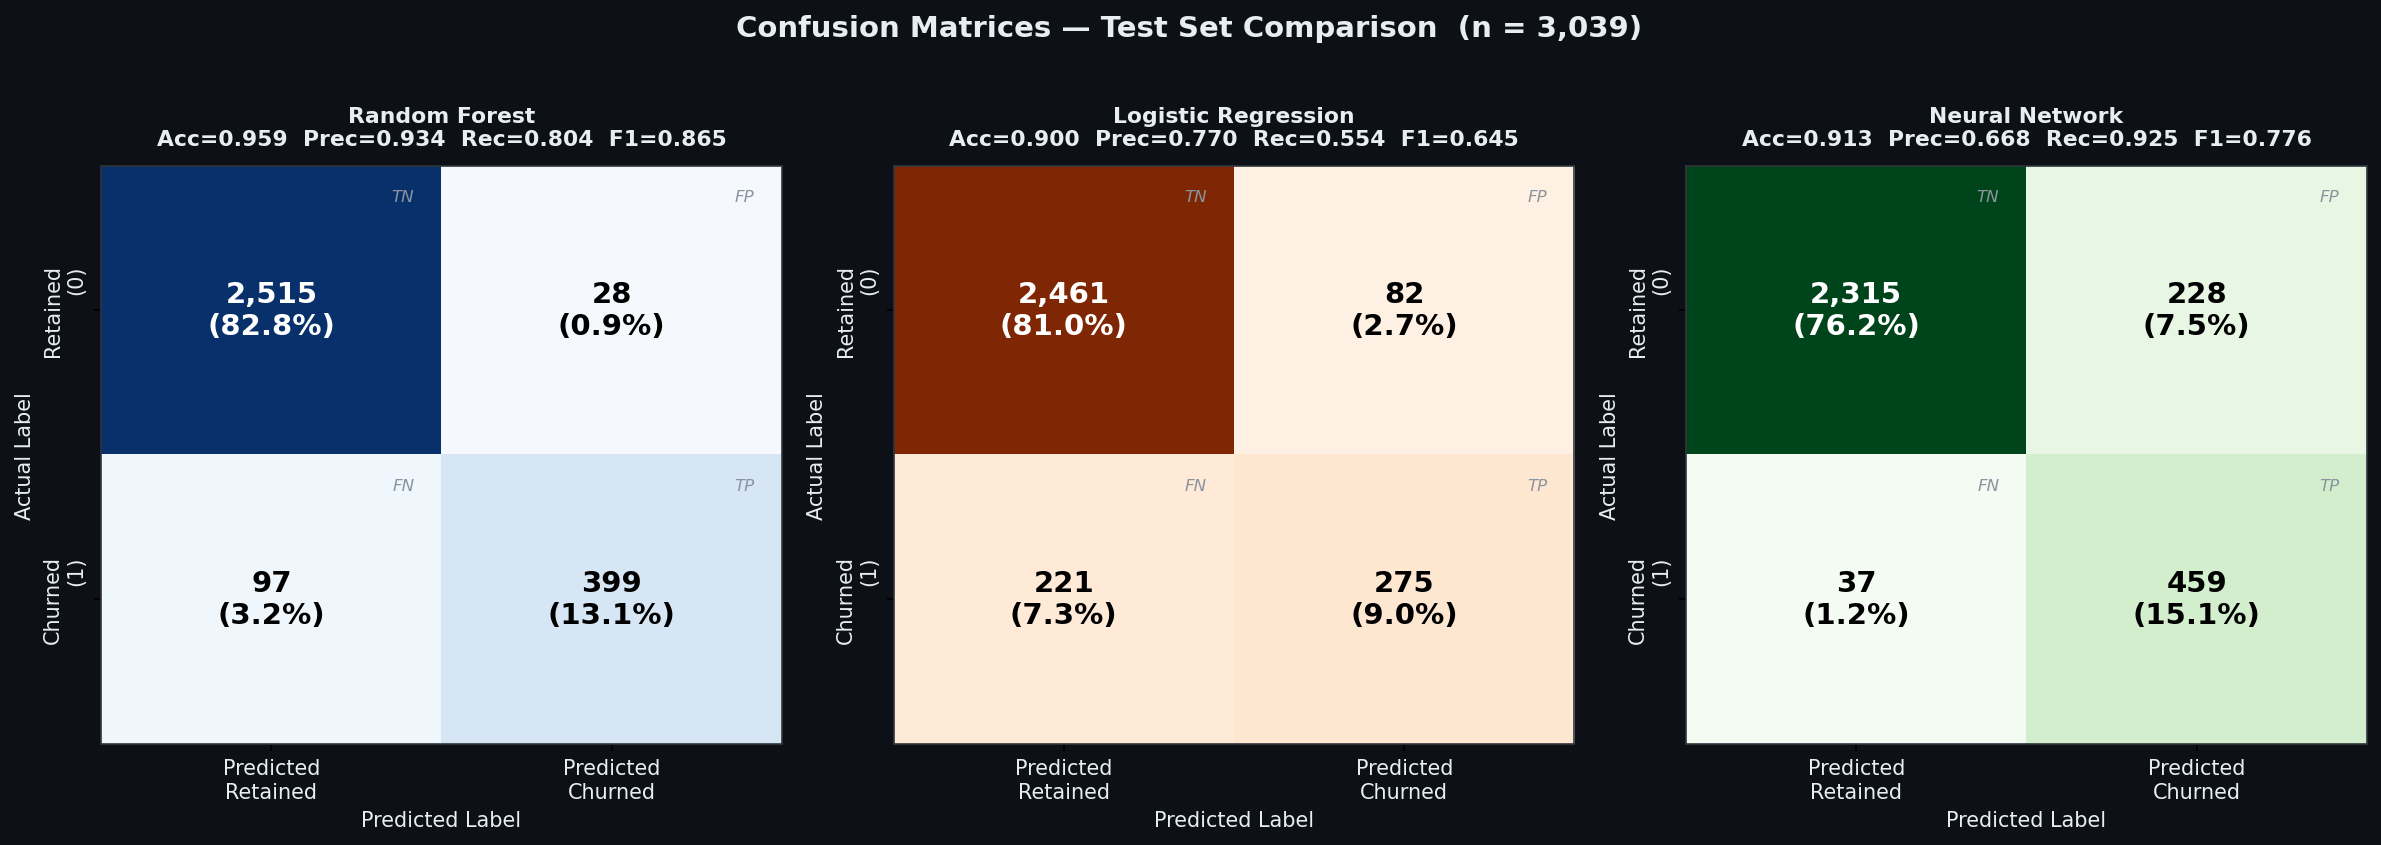 Confusion Matrices — Test Set Comparison  (n = 3,039)
Random Forest
Acc=0.959  Prec=0.934  Rec=0.804  F1=0.865
Actual Label
Retained
(0)
Churned
(1)
TN
2,515
(82.8%)
FP
28
(0.9%)
FN
97
(3.2%)
TP
399
(13.1%)
Predicted
Retained
Predicted
Churned
Predicted Label
Logistic Regression
Acc=0.900  Prec=0.770  Rec=0.554  F1=0.645
Actual Label
Retained
(0)
Churned
(1)
TN
2,461
(81.0%)
FP
82
(2.7%)
FN
221
(7.3%)
TP
275
(9.0%)
Predicted
Retained
Predicted
Churned
Predicted Label
Neural Network
Acc=0.913  Prec=0.668  Rec=0.925  F1=0.776
Actual Label
Retained
(0)
Churned
(1)
TN
2,315
(76.2%)
FP
228
(7.5%)
FN
37
(1.2%)
TP
459
(15.1%)
Predicted
Retained
Predicted
Churned
Predicted Label